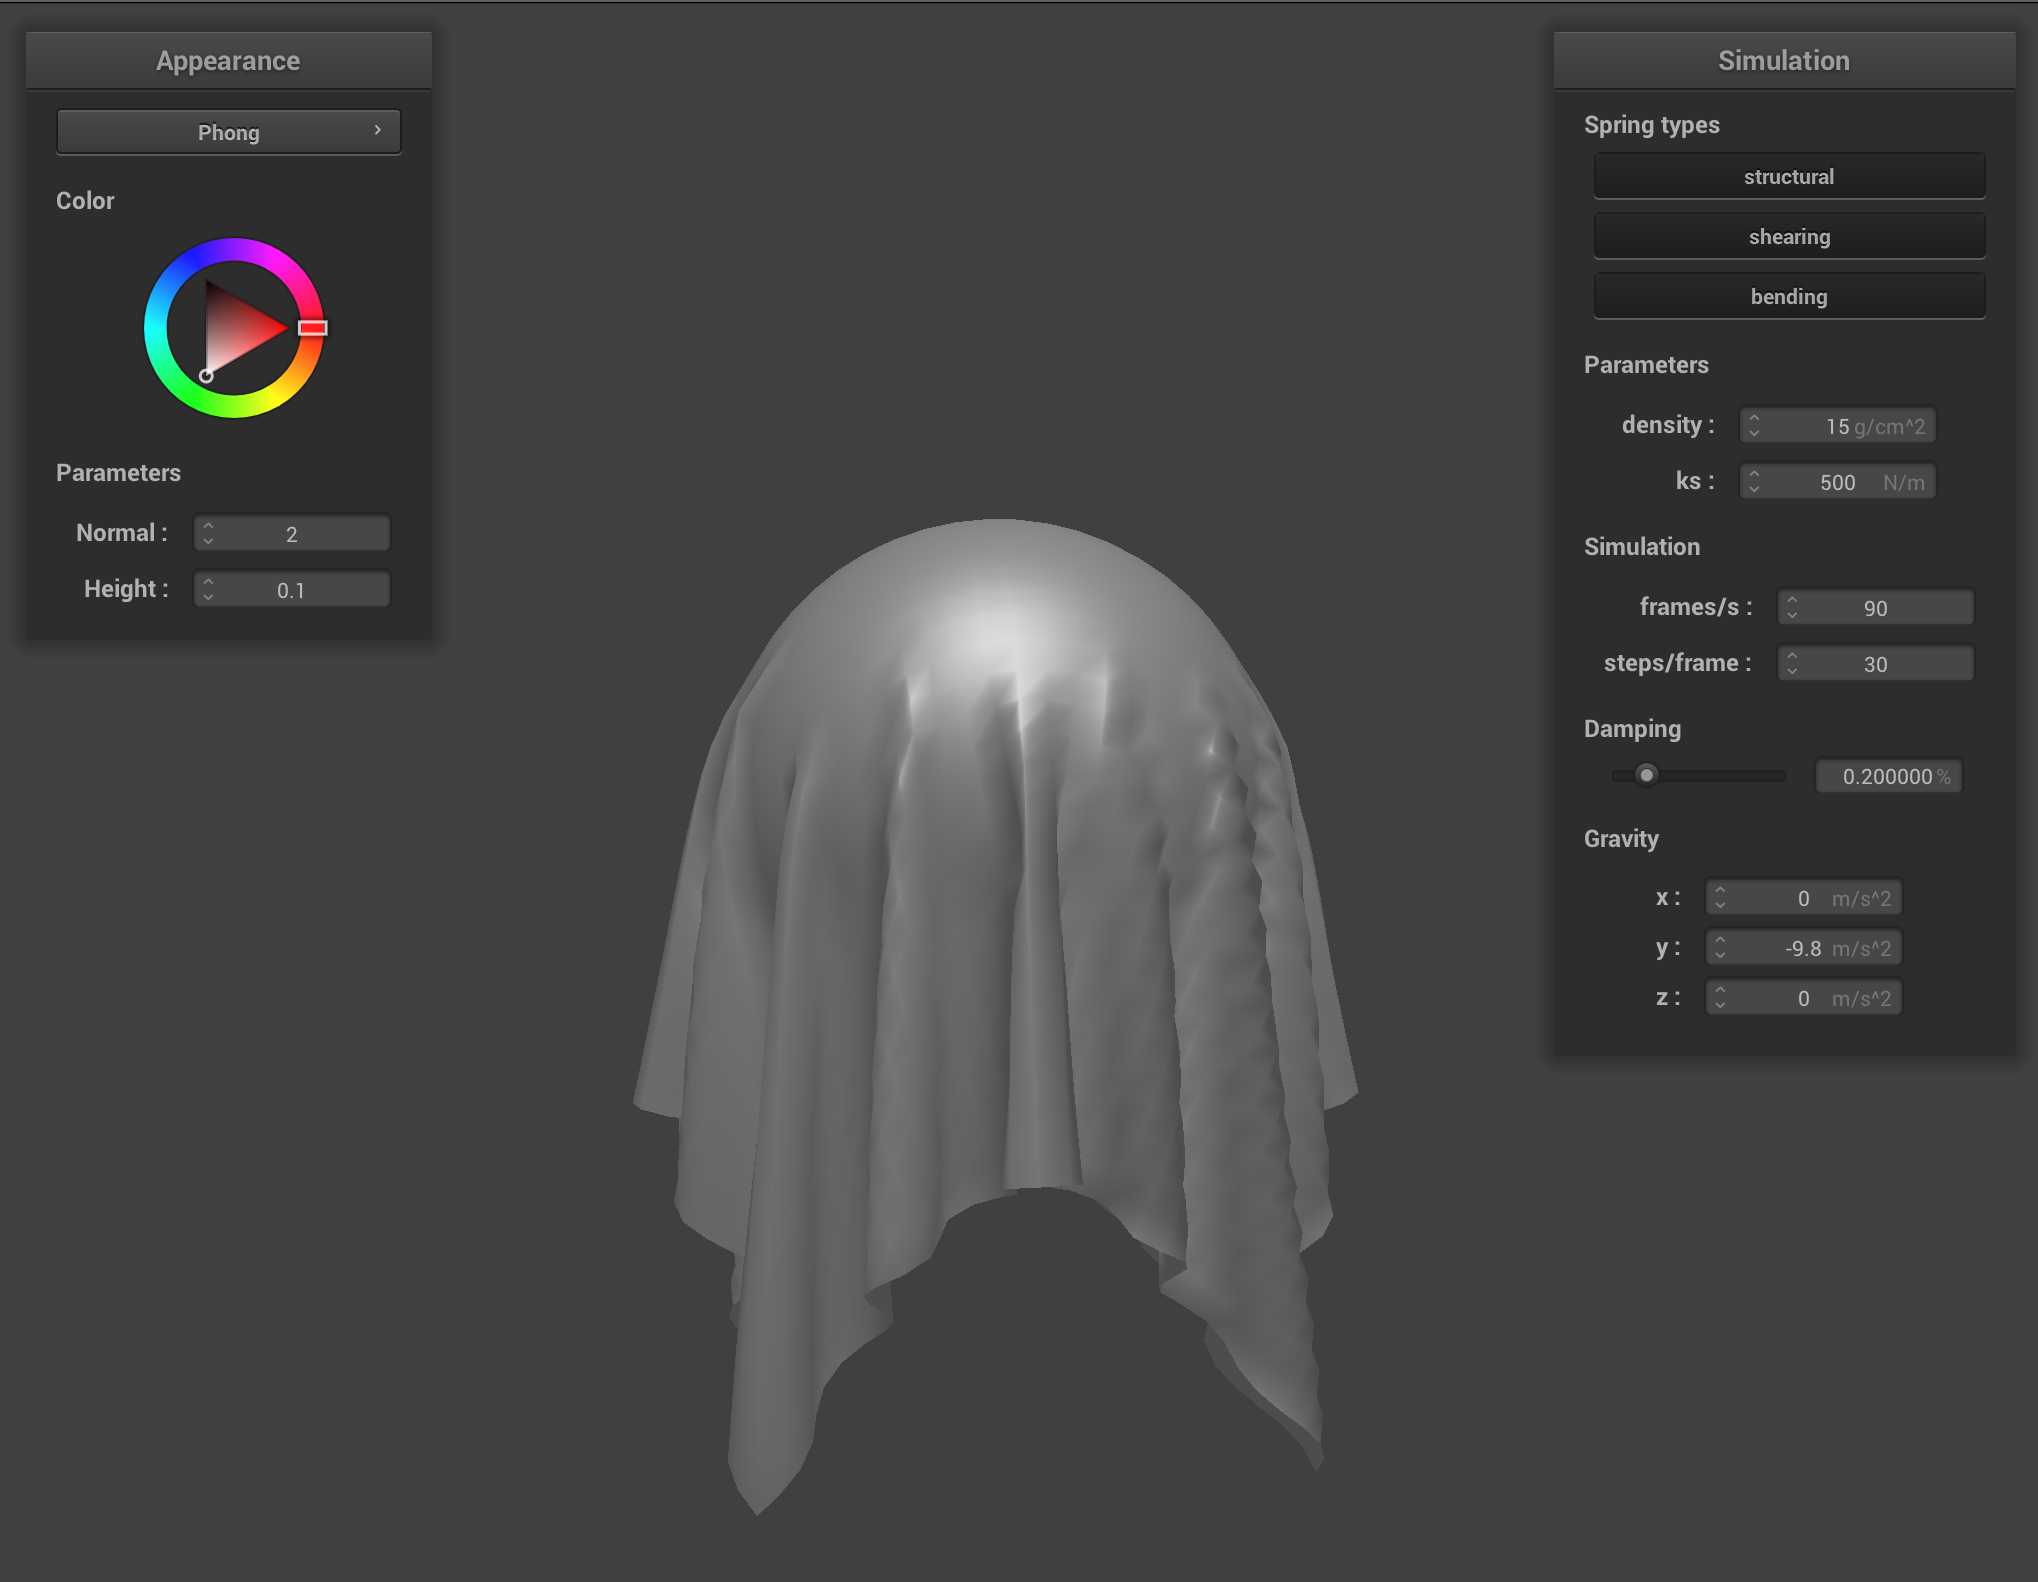 Appearance
Phong
Color
Parameters
Normal : 2
Height : 0.1
Simulation
Spring types
structural
shearing
bending
Parameters
density : 15 g/cm^2
ks : 500 N/m
Simulation
frames/s : 90
steps/frame : 30
Damping
0.200000 %
Gravity
x : 0 m/s^2
y : -9.8 m/s^2
z : 0 m/s^2